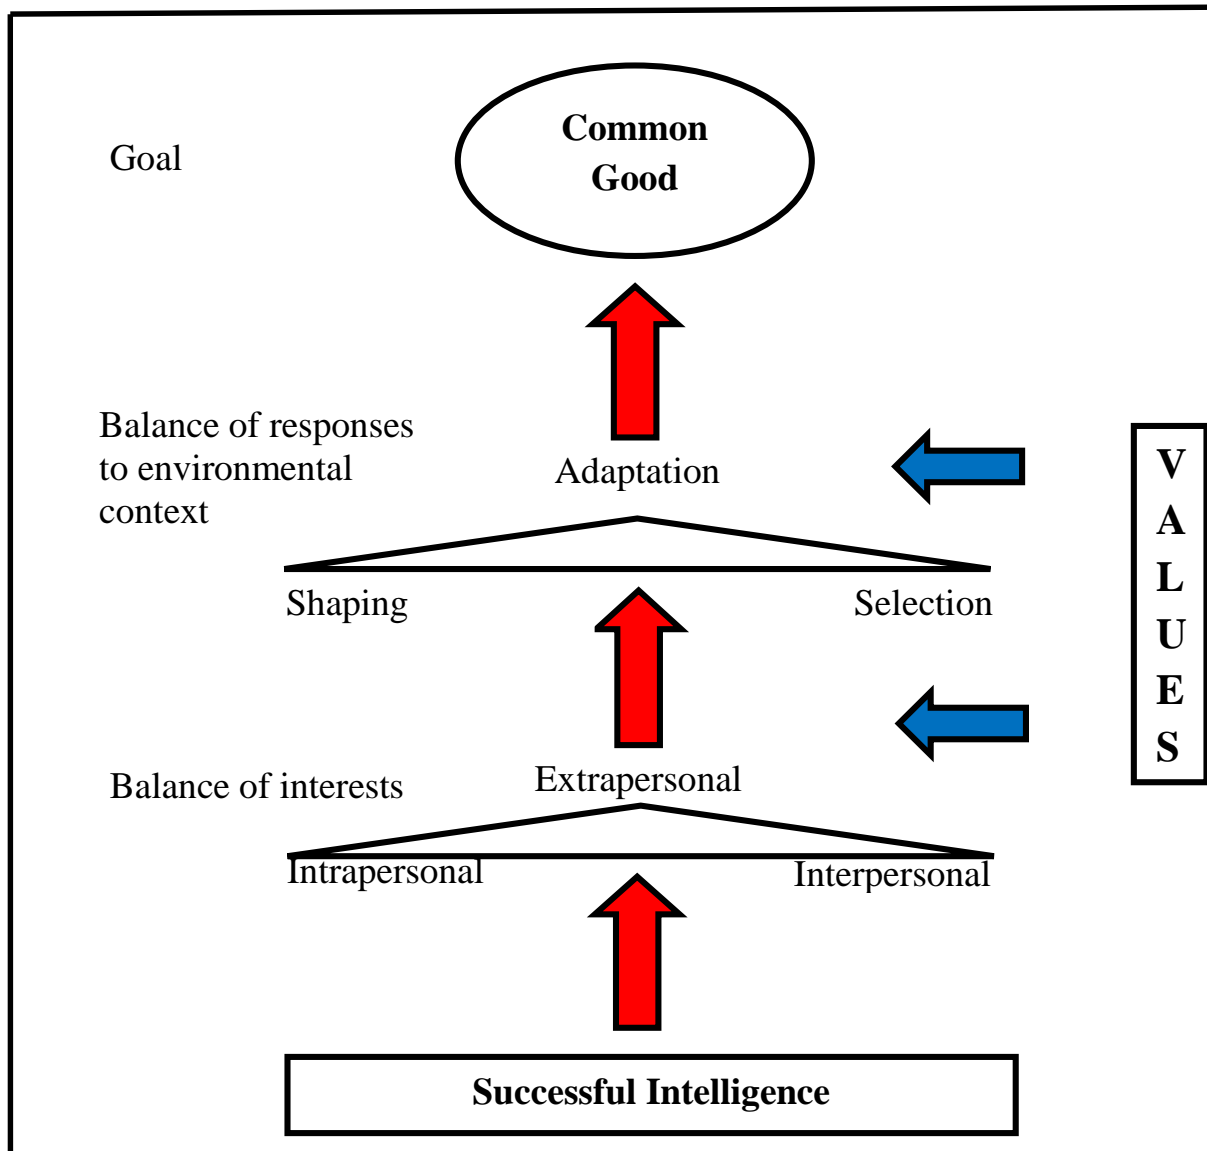 Common
Good
Goal
Balance of responses
to environmental
context
Adaptation
Shaping
Selection
Balance of interests
Extrapersonal
Intrapersonal
Interpersonal
Successful Intelligence
V
A
L
U
E
S